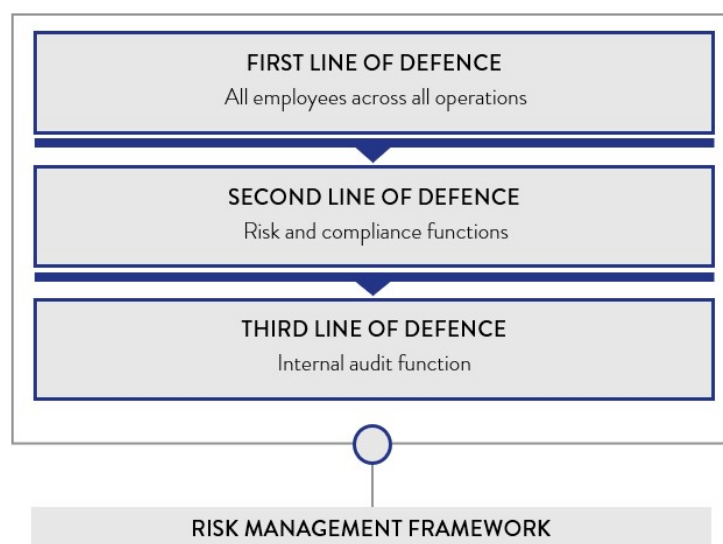 FIRST LINE OF DEFENCE
All employees across all operations
SECOND LINE OF DEFENCE
Risk and compliance functions
THIRD LINE OF DEFENCE
Internal audit function
RISK MANAGEMENT FRAMEWORK